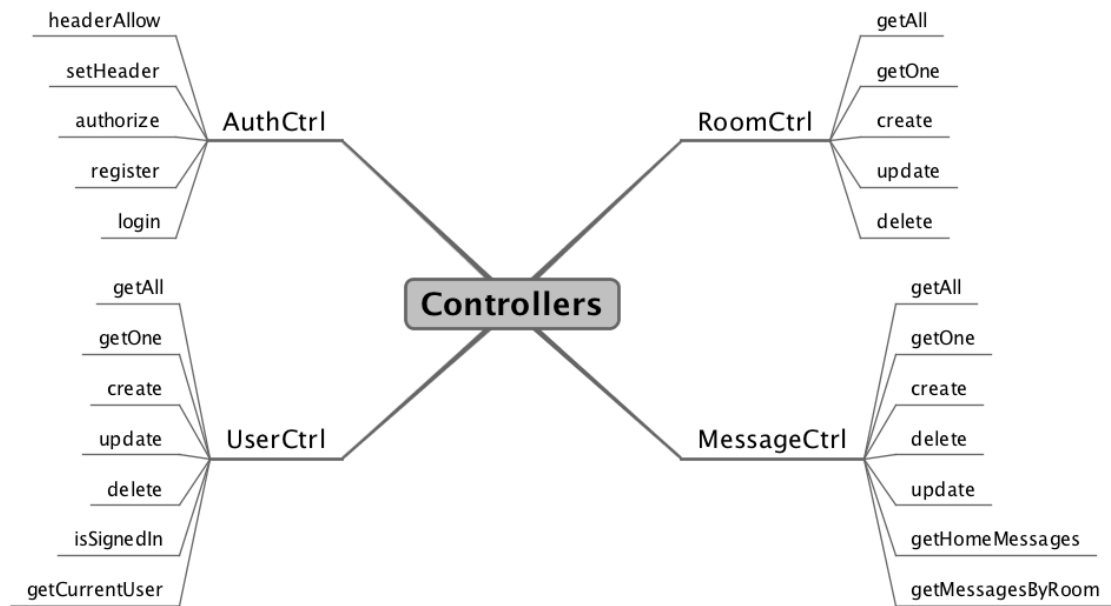 Controllers
AuthCtrl
headerAllow
setHeader
authorize
register
login
UserCtrl
getAll
getOne
create
update
delete
isSignedIn
getCurrentUser
RoomCtrl
getAll
getOne
create
update
delete
MessageCtrl
getAll
getOne
create
delete
update
getHomeMessages
getMessagesByRoom